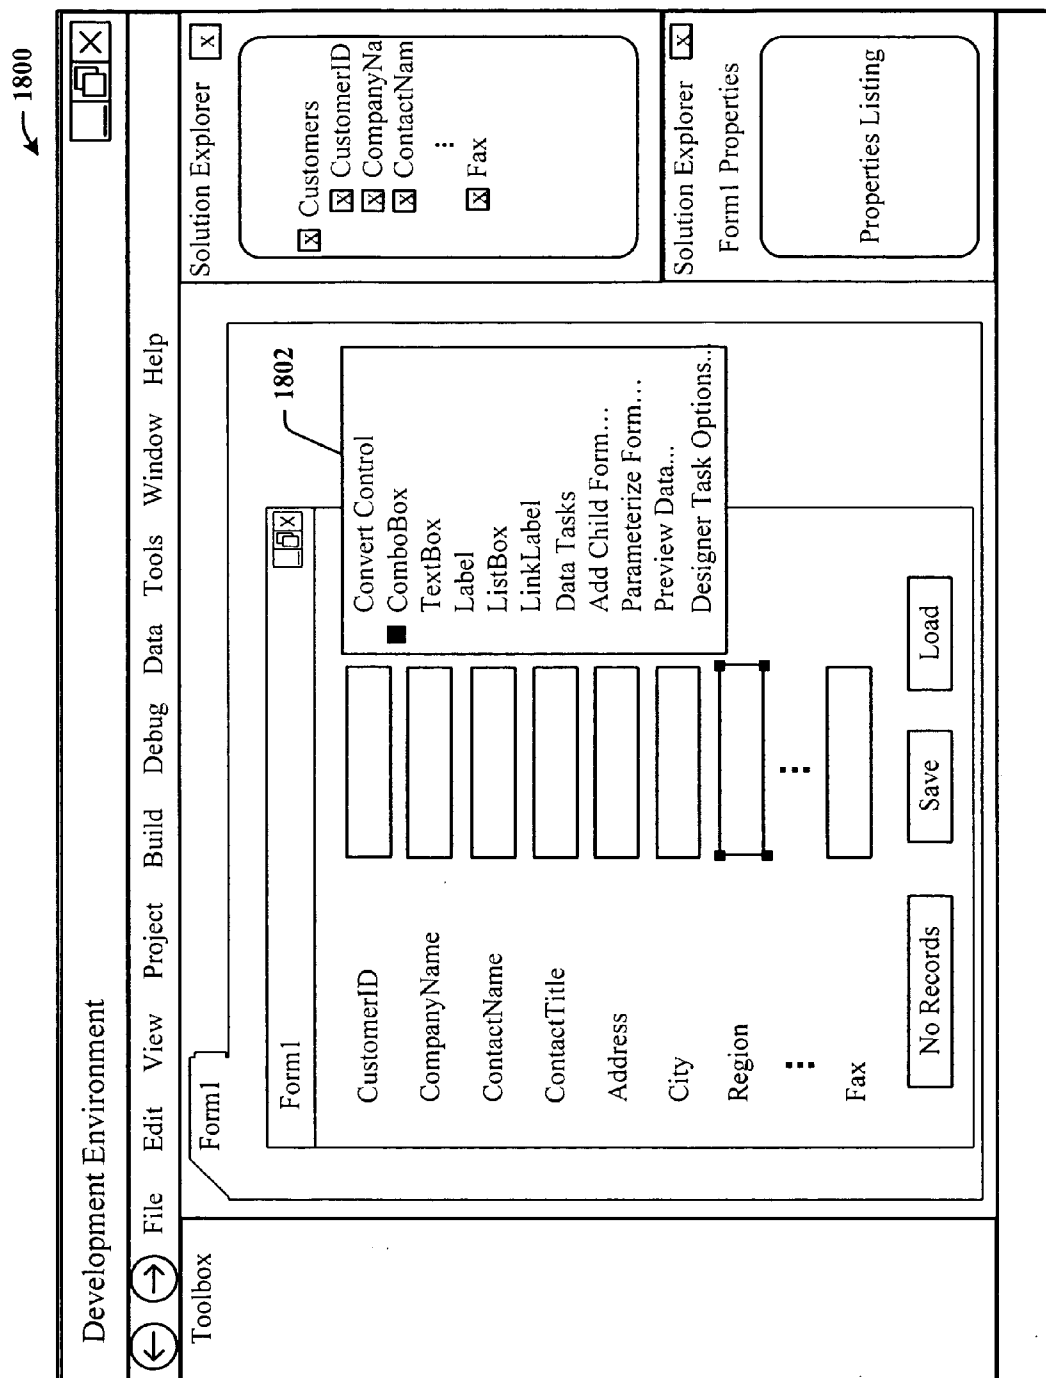 1800
Development Environment
File Edit View Project Build Debug Data Tools Window Help
Toolbox
Form1
Form1
CustomerID
CompanyName
ContactName
ContactTitle
Address
City
Region
⋮
Fax
No Records
Save
Load
1802
Convert Control
ComboBox
TextBox
Label
ListBox
LinkLabel
Data Tasks
Add Child Form...
Parameterize Form...
Preview Data...
Designer Task Options...
Solution Explorer X
X Customers
X CustomerID
X CompanyNa
X ContactNam
⋮
X Fax
Solution Explorer X
Form1 Properties
Properties Listing